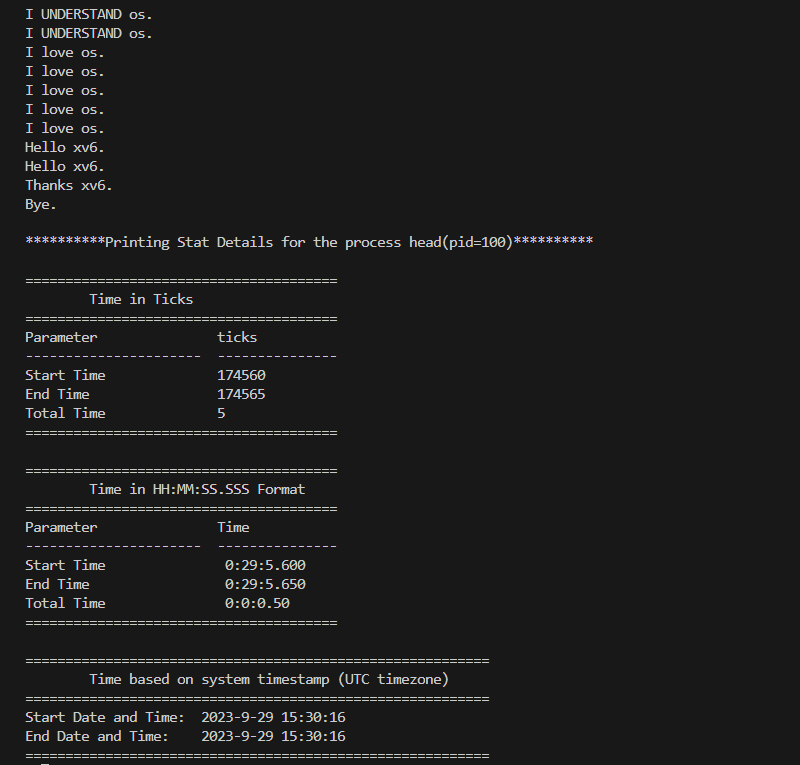 I UNDERSTAND os.
I UNDERSTAND os.
I love os.
I love os.
I love os.
I love os.
I love os.
Hello xv6.
Hello xv6.
Thanks xv6.
Bye.

**********Printing Stat Details for the process head(pid=100)**********

=======================================
        Time in Ticks
=======================================
Parameter               ticks
----------------------  ---------------
Start Time              174560
End Time                174565
Total Time              5
=======================================

=======================================
        Time in HH:MM:SS.SSS Format
=======================================
Parameter               Time
----------------------  ---------------
Start Time               0:29:5.600
End Time                 0:29:5.650
Total Time               0:0:0.50
=======================================

==========================================================
        Time based on system timestamp (UTC timezone)
==========================================================
Start Date and Time:  2023-9-29 15:30:16
End Date and Time:    2023-9-29 15:30:16
==========================================================